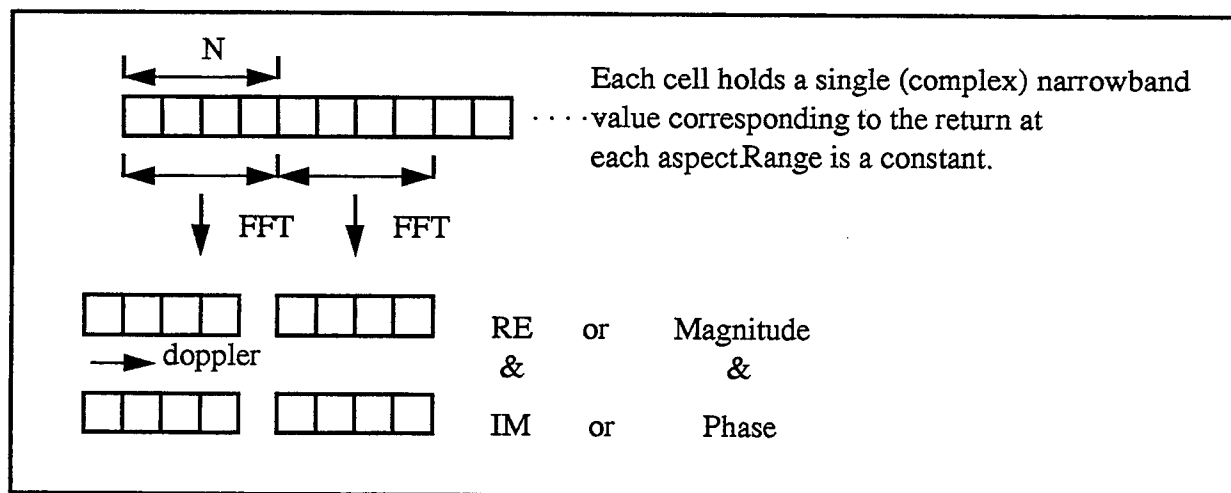 N
Each cell holds a single (complex) narrowband
· · · · value corresponding to the return at
each aspect.Range is a constant.
FFT FFT
RE or Magnitude
doppler
& &
IM or Phase